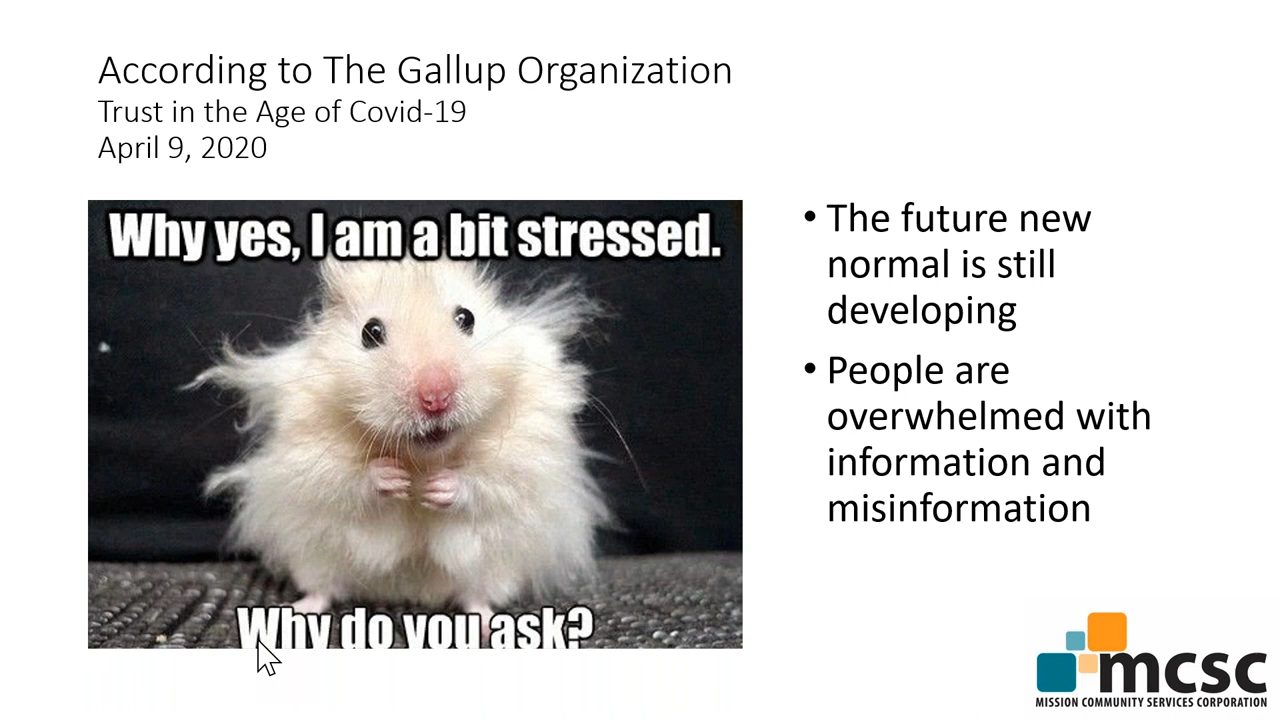 According to The Gallup Organization
Trust in the Age of Covid-19
April 9, 2020
Why yes, I am a bit stressed.
Why do you ask?
• The future new
normal is still
developing
• People are
overwhelmed with
information and
misinformation
mcsc
MISSION COMMUNITY SERVICES CORPORATION